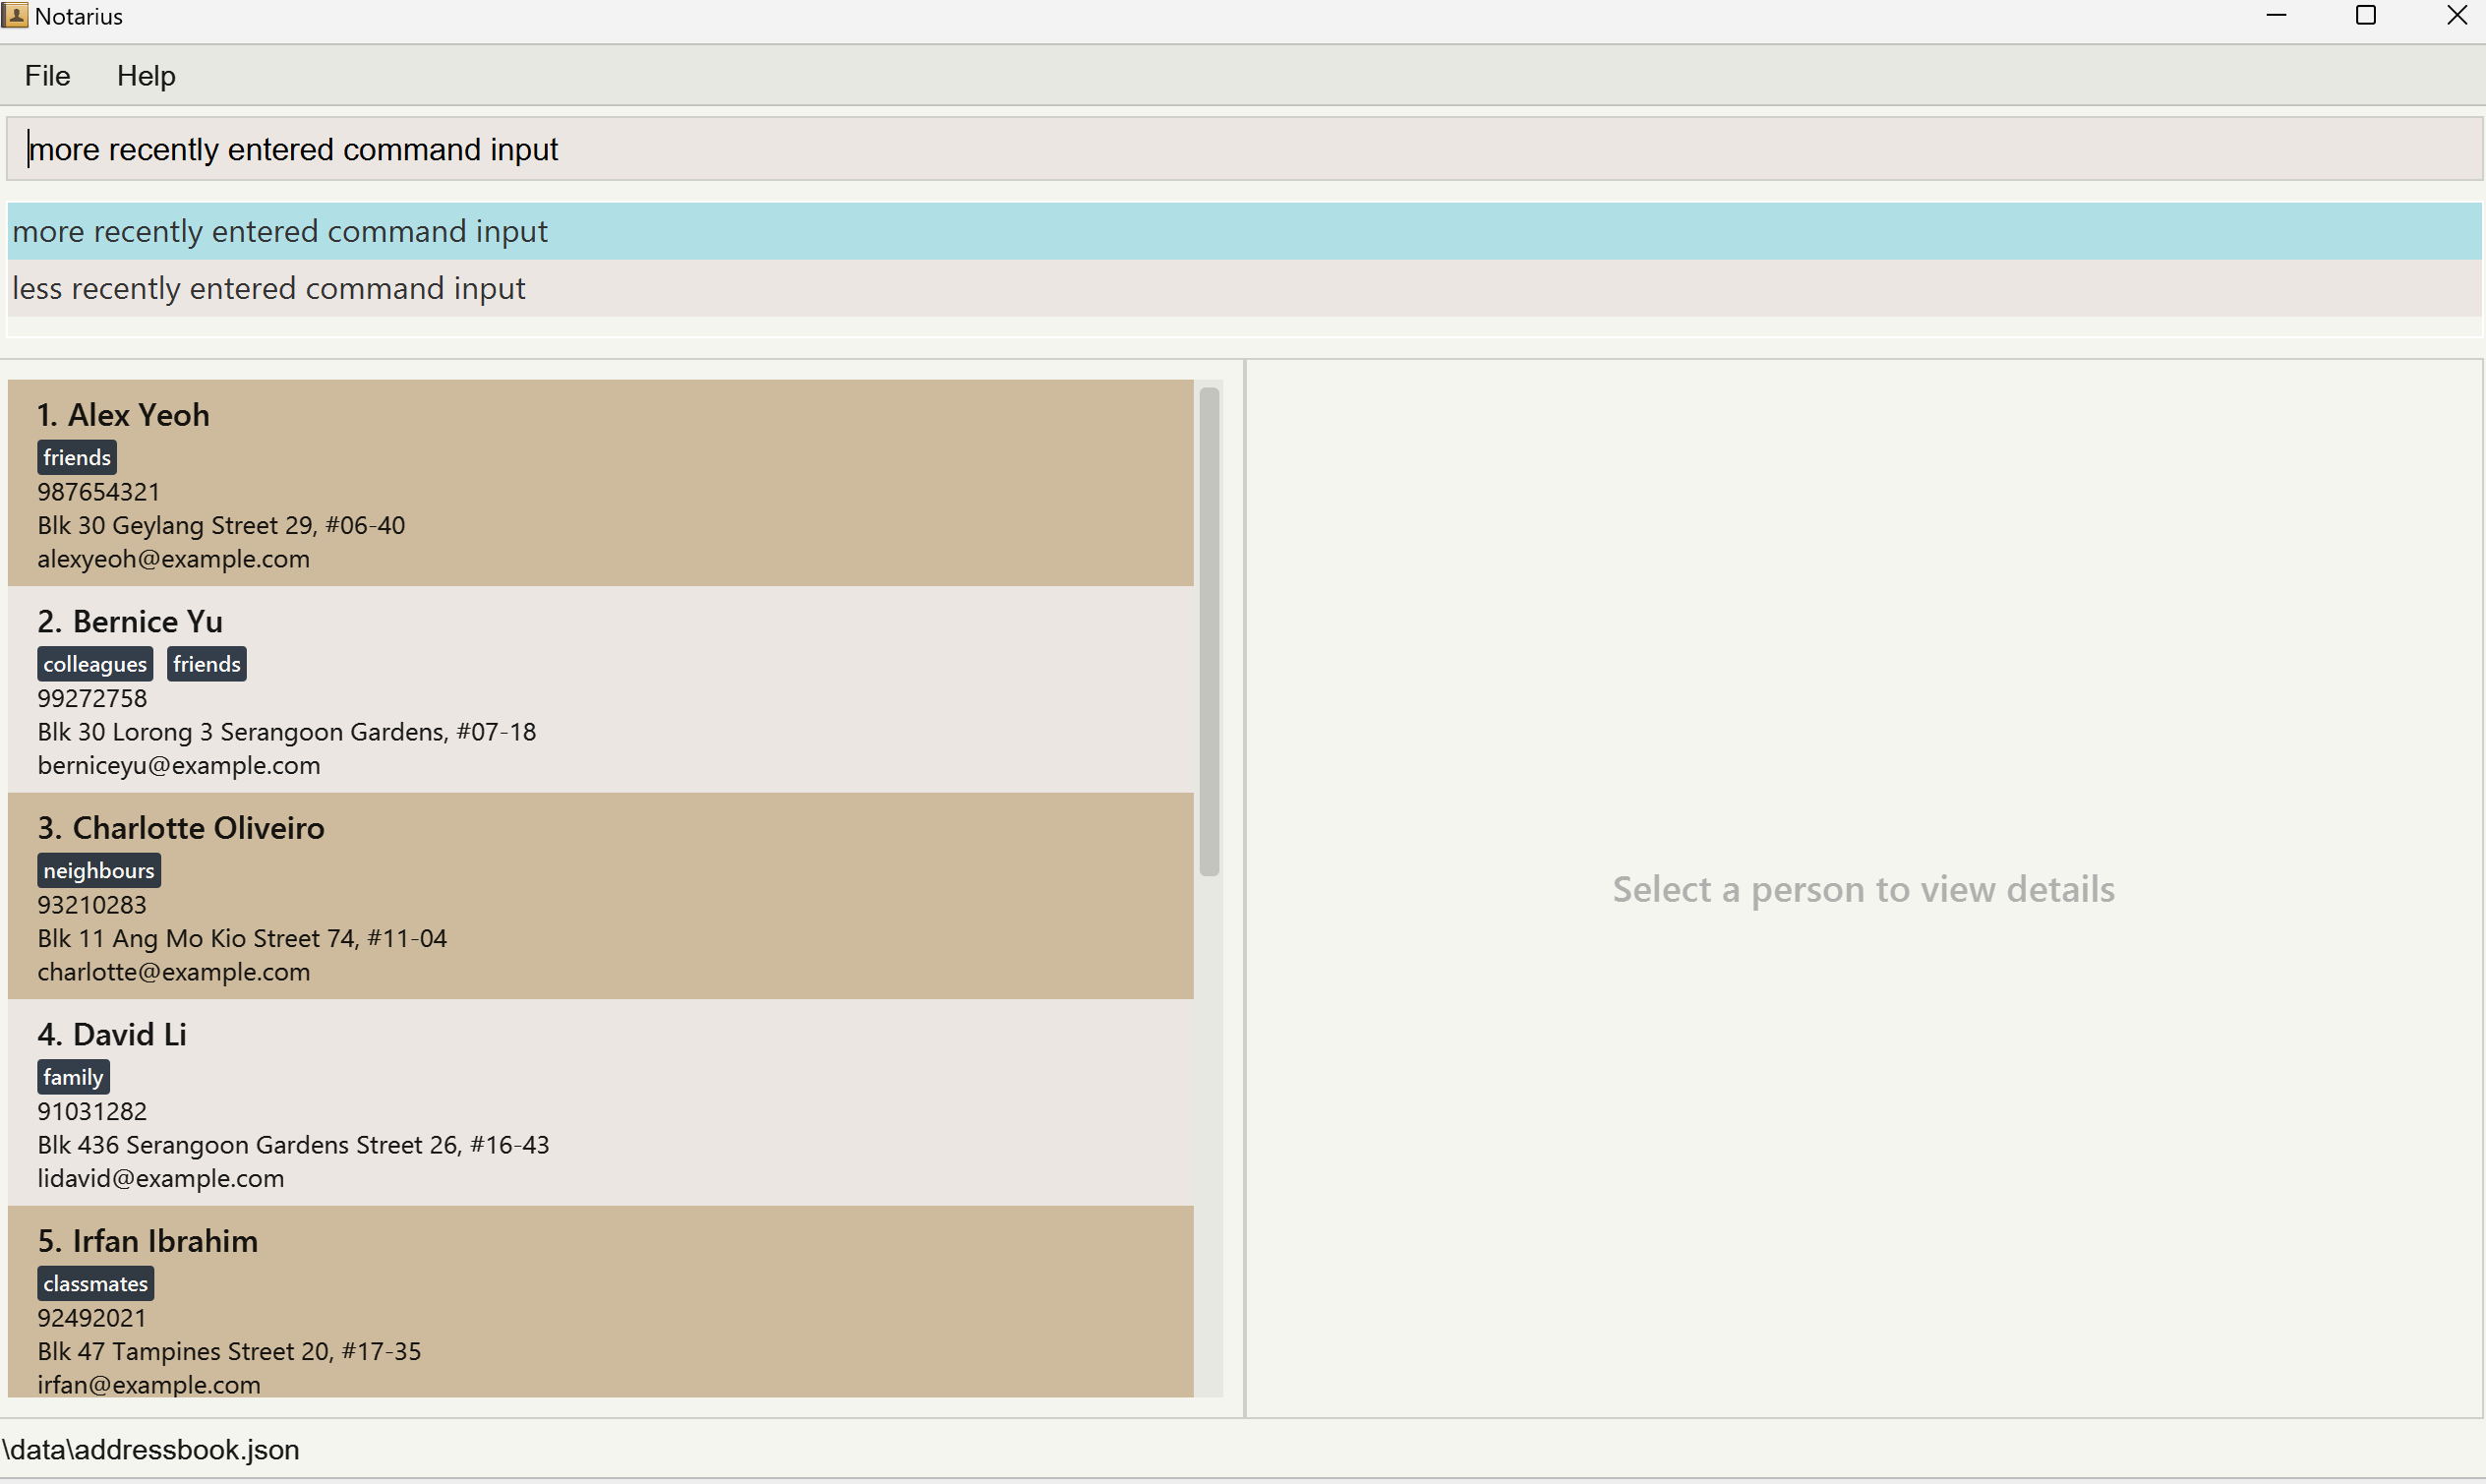 Notarius
File Help
more recently entered command input
more recently entered command input
less recently entered command input
1. Alex Yeoh
friends
987654321
Blk 30 Geylang Street 29, #06-40
alexyeoh@example.com
2. Bernice Yu
colleagues friends
99272758
Blk 30 Lorong 3 Serangoon Gardens, #07-18
berniceyu@example.com
3. Charlotte Oliveiro
neighbours
93210283
Blk 11 Ang Mo Kio Street 74, #11-04
charlotte@example.com
4. David Li
family
91031282
Blk 436 Serangoon Gardens Street 26, #16-43
lidavid@example.com
5. Irfan Ibrahim
classmates
92492021
Blk 47 Tampines Street 20, #17-35
irfan@example.com
Select a person to view details
\data\addressbook.json